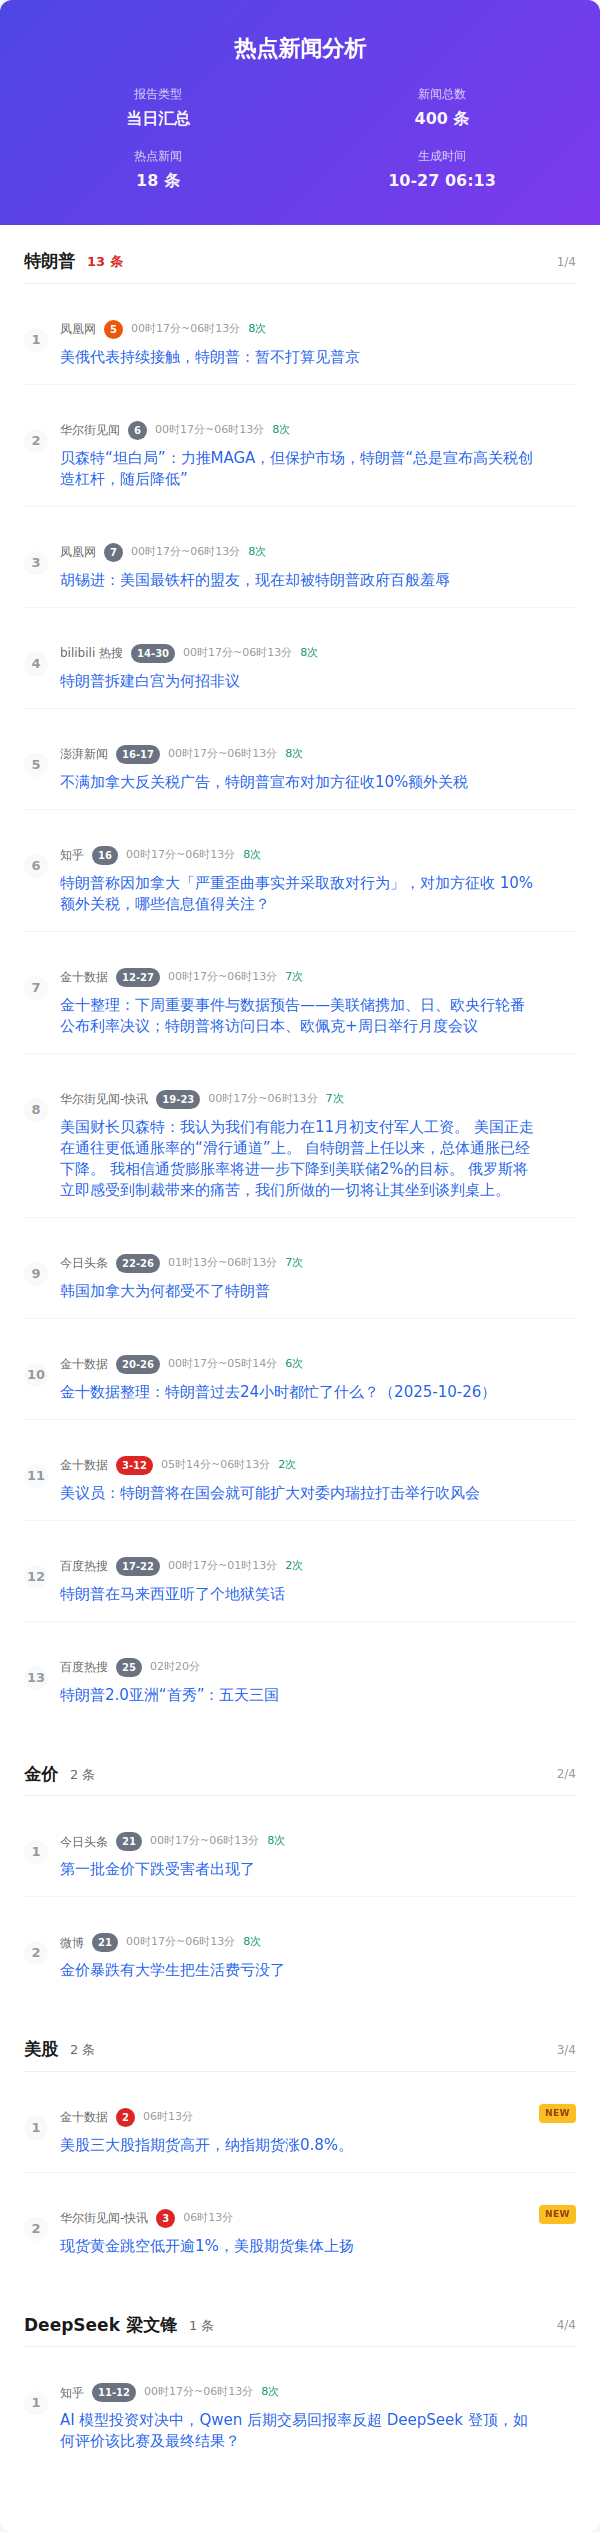 热点新闻分析
报告类型
当日汇总
新闻总数
400 条
热点新闻
18 条
生成时间
10-27 06:13
特朗普 13 条 1/4
1
凤凰网 5 00时17分~06时13分 8次
美俄代表持续接触，特朗普：暂不打算见普京
2
华尔街见闻 6 00时17分~06时13分 8次
贝森特“坦白局”：力推MAGA，但保护市场，特朗普“总是宣布高关税创
造杠杆，随后降低”
3
凤凰网 7 00时17分~06时13分 8次
胡锡进：美国最铁杆的盟友，现在却被特朗普政府百般羞辱
4
bilibili 热搜 14-30 00时17分~06时13分 8次
特朗普拆建白宫为何招非议
5
澎湃新闻 16-17 00时17分~06时13分 8次
不满加拿大反关税广告，特朗普宣布对加方征收10%额外关税
6
知乎 16 00时17分~06时13分 8次
特朗普称因加拿大「严重歪曲事实并采取敌对行为」，对加方征收 10%
额外关税，哪些信息值得关注？
7
金十数据 12-27 00时17分~06时13分 7次
金十整理：下周重要事件与数据预告——美联储携加、日、欧央行轮番
公布利率决议；特朗普将访问日本、欧佩克+周日举行月度会议
8
华尔街见闻-快讯 19-23 00时17分~06时13分 7次
美国财长贝森特：我认为我们有能力在11月初支付军人工资。 美国正走
在通往更低通胀率的“滑行通道”上。 自特朗普上任以来，总体通胀已经
下降。 我相信通货膨胀率将进一步下降到美联储2%的目标。 俄罗斯将
立即感受到制裁带来的痛苦，我们所做的一切将让其坐到谈判桌上。
9
今日头条 22-26 01时13分~06时13分 7次
韩国加拿大为何都受不了特朗普
10
金十数据 20-26 00时17分~05时14分 6次
金十数据整理：特朗普过去24小时都忙了什么？（2025-10-26）
11
金十数据 3-12 05时14分~06时13分 2次
美议员：特朗普将在国会就可能扩大对委内瑞拉打击举行吹风会
12
百度热搜 17-22 00时17分~01时13分 2次
特朗普在马来西亚听了个地狱笑话
13
百度热搜 25 02时20分
特朗普2.0亚洲“首秀”：五天三国
金价 2 条 2/4
1
今日头条 21 00时17分~06时13分 8次
第一批金价下跌受害者出现了
2
微博 21 00时17分~06时13分 8次
金价暴跌有大学生把生活费亏没了
美股 2 条 3/4
1
金十数据 2 06时13分 NEW
美股三大股指期货高开，纳指期货涨0.8%。
2
华尔街见闻-快讯 3 06时13分 NEW
现货黄金跳空低开逾1%，美股期货集体上扬
DeepSeek 梁文锋 1 条 4/4
1
知乎 11-12 00时17分~06时13分 8次
AI 模型投资对决中，Qwen 后期交易回报率反超 DeepSeek 登顶，如
何评价该比赛及最终结果？